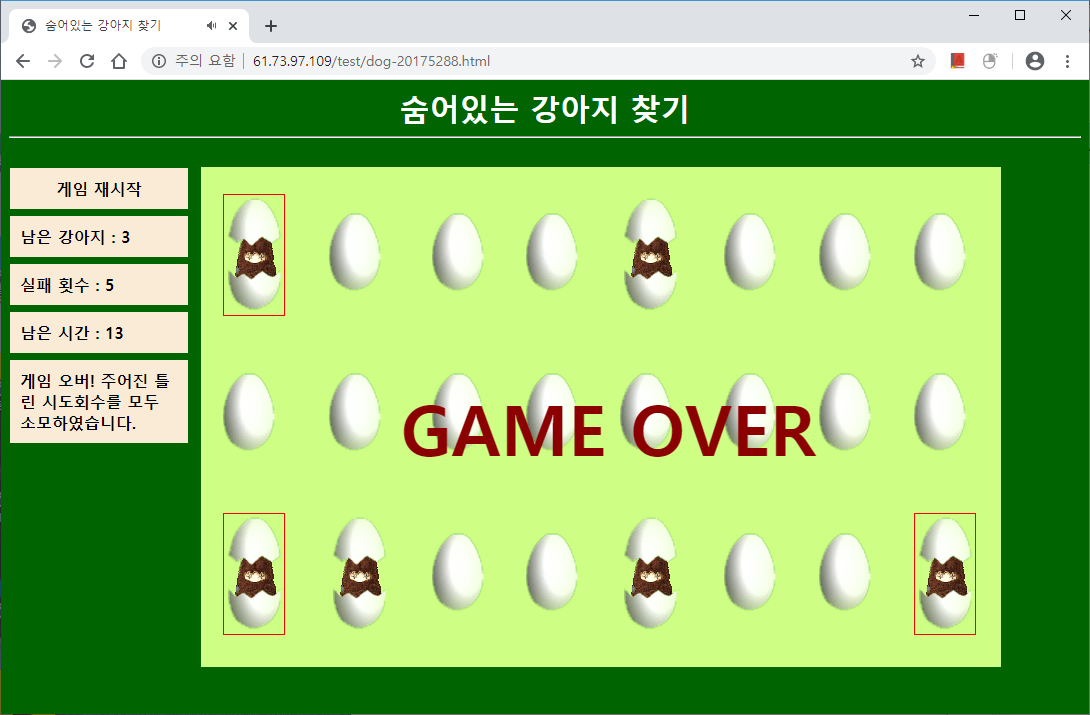 숨어있는 강아지 찾기
주의 요함 61.73.97.109/test/dog-20175288.html
숨어있는 강아지 찾기
게임 재시작
남은 강아지 : 3
실패 횟수 : 5
남은 시간 : 13
게임 오버! 주어진 틀
린 시도회수를 모두
소모하였습니다.
GAME OVER